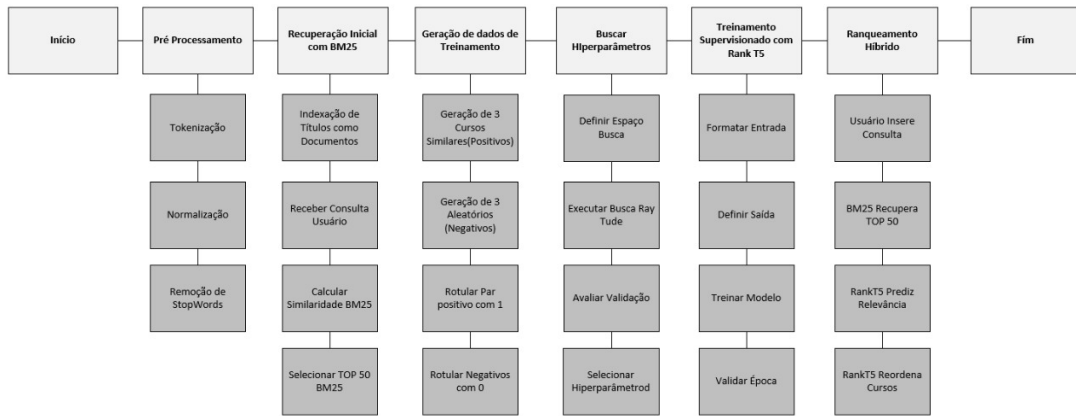 Início
Pré Processamento
Recuperação Inicial
com BM25
Geração de dados de
Treinamento
Buscar
HIperparâmetros
Treinamento
Supervisionado com
Rank T5
Ranqueamento
Híbrido
Fím
Tokenização
Normalização
Remoção de
StopWords
Indexação de
Títulos como
Documentos
Receber Consulta
Usuário
Calcular
Similaridade BM25
Selecionar TOP 50
BM25
Geração de 3
Cursos
Similares(Positivos)
Geração de 3
Aleatórios
(Negativos)
Rotular Par
positivo com 1
Rotular Negativos
com 0
Definir Espaço
Busca
Executar Busca Ray
Tude
Avaliar Validação
Selecionar
Hiperparâmetrod
Formatar Entrada
Definir Saída
Treinar Modelo
Validar Época
Usuário Insere
Consulta
BM25 Recupera
TOP 50
RankT5 Prediz
Relevância
RankT5 Reordena
Cursos